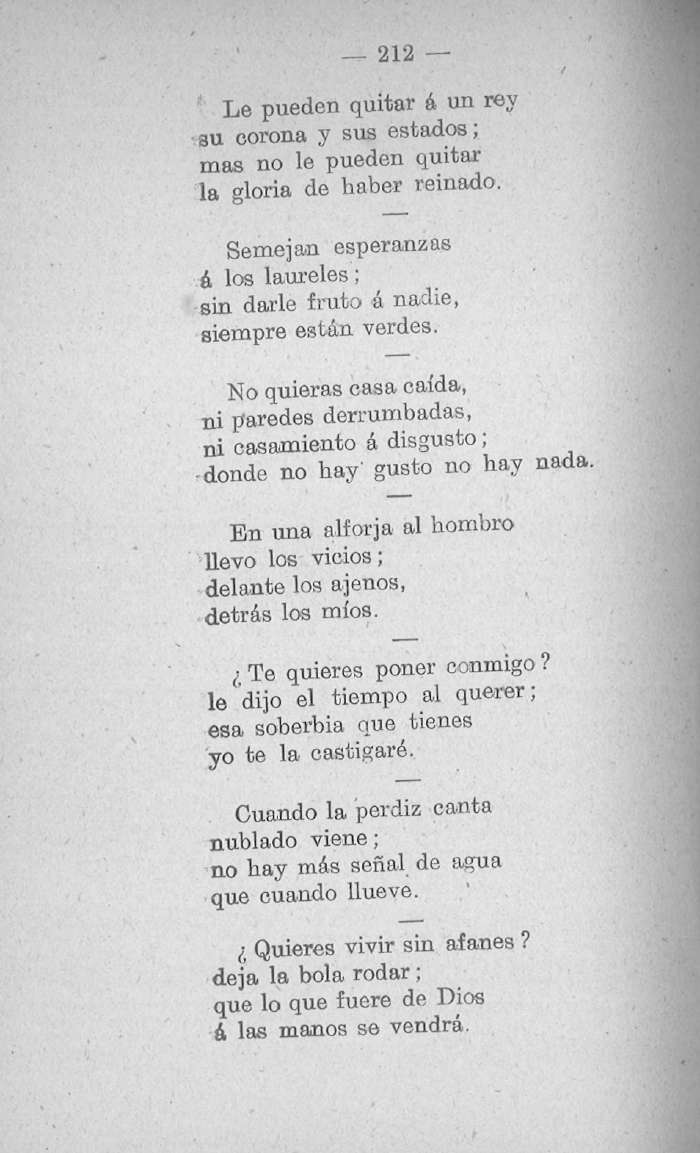 — 212 —
Le pueden quitar á un rey
su corona y sus estados;
mas no le pueden quitar
la gloria de haber reinado.
—
Semejan esperanzas
á los laureles;
sin darle fruto á nadie,
siempre están verdes.
—
No quieras casa caída,
ni paredes derrumbadas,
ni casamiento á disgusto;
donde no hay gusto no hay nada.
—
En una alforja al hombro
llevo los vicios;
delante los ajenos,
detrás los míos.
—
¿Te quieres poner conmigo?
le dijo el tiempo al querer;
esa soberbia que tienes
yo te la castigaré.
—
Cuando la perdiz canta
nublado viene;
no hay más señal de agua
que cuando llueve.
—
¿Quieres vivir sin afanes?
deja la bola rodar;
que lo que fuere de Dios
á las manos se vendrá.